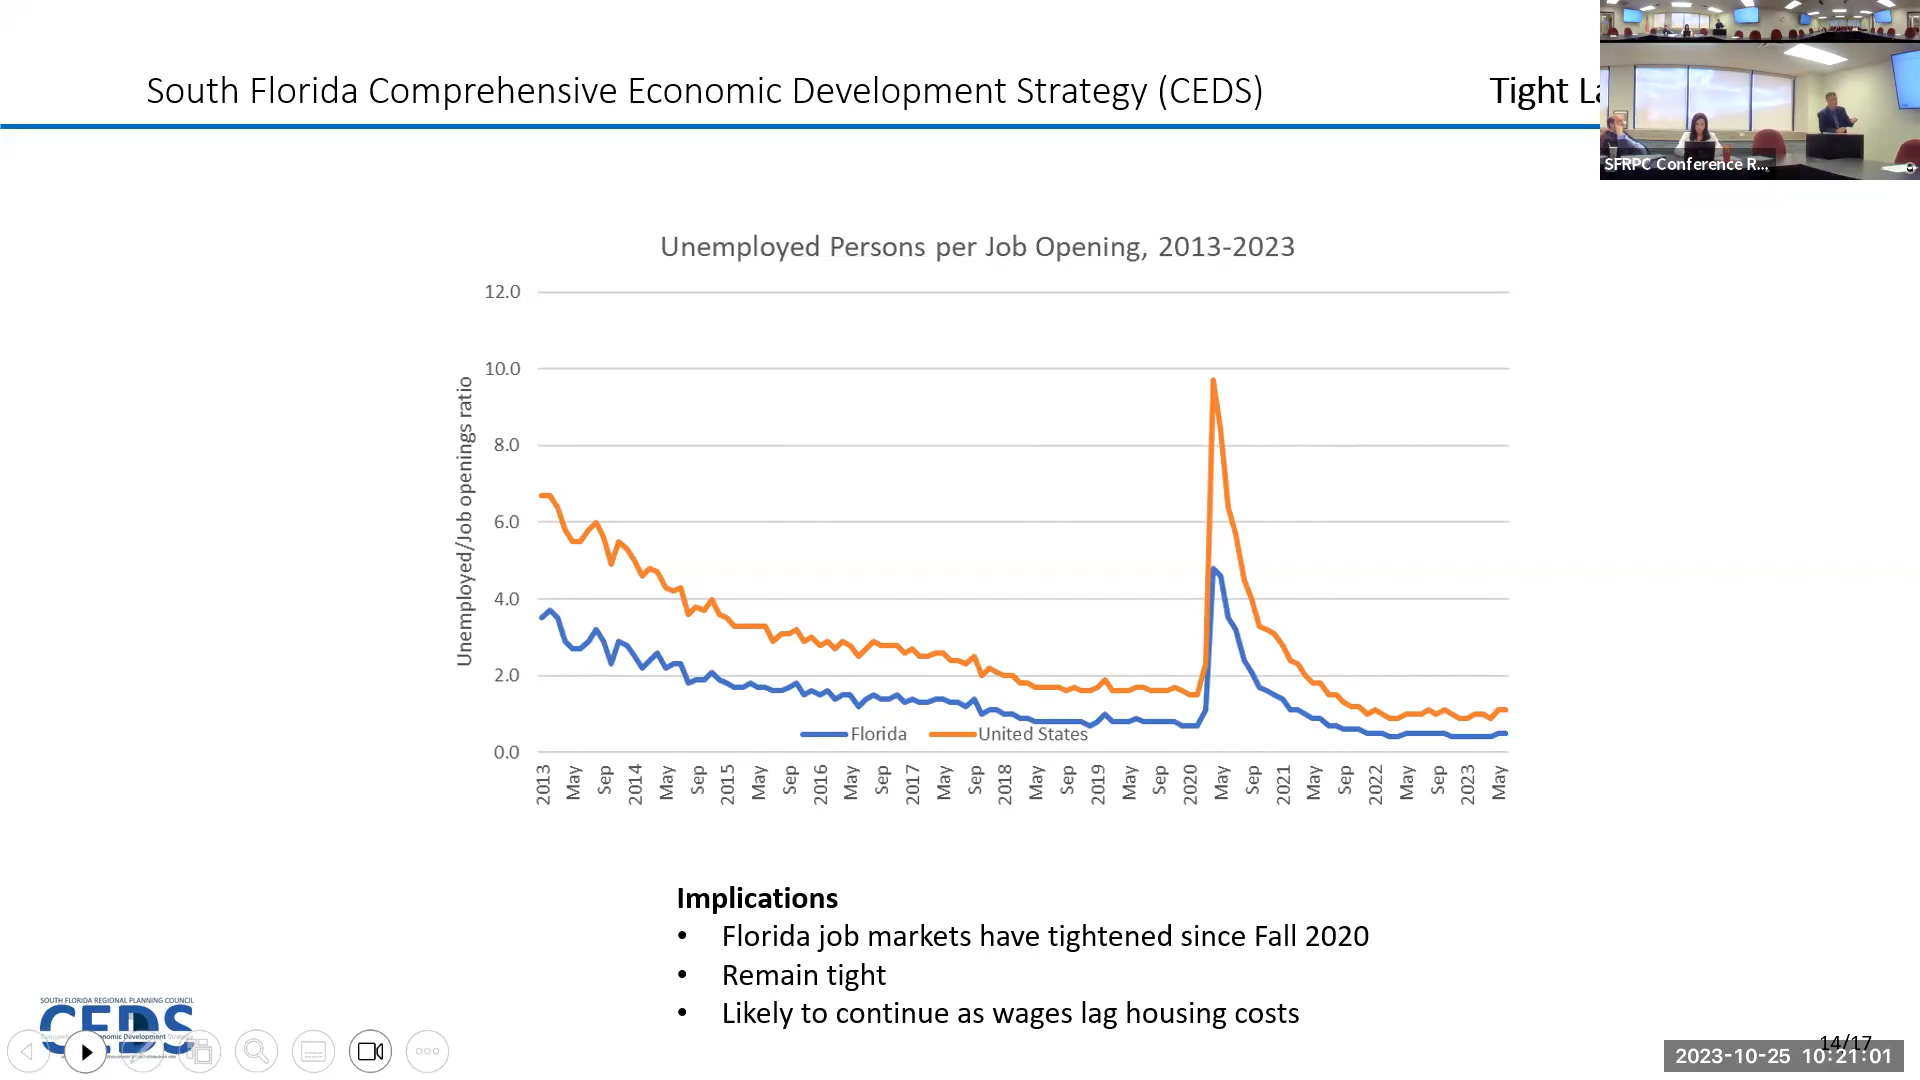 South Florida Comprehensive Economic Development Strategy (CEDS)
Tight La
SFRPC Conference R...
Unemployed Persons per Job Opening, 2013-2023
Unemployed/Job openings ratio
12.0
10.0
8.0
6.0
4.0
2.0
0.0
Florida
United States
2013 May Sep 2014 May Sep 2015 May Sep 2016 May Sep 2017 May Sep 2018 May Sep 2019 May Sep 2020 May Sep 2021 May Sep 2022 May Sep 2023 May
Implications
• Florida job markets have tightened since Fall 2020
• Remain tight
• Likely to continue as wages lag housing costs
SOUTH FLORIDA REGIONAL PLANNING COUNCIL
CEDS
onomic Development Strategy
14/17
2023-10-25 10:21:01